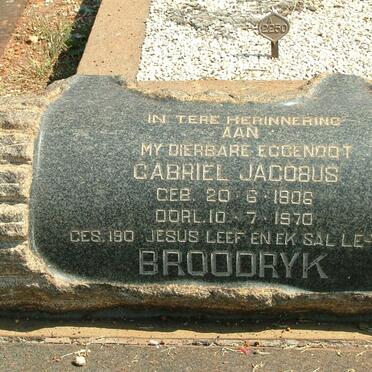 2250
IN TERE HERINNERING
AAN
MY DIERBARE EGGENOOT
GABRIEL JACOBUS
GEB. 20-6-1906
OORL. 10-7-1970
GES. 190 JESUS LEEF EN EK SAL LE-
BROODRYK